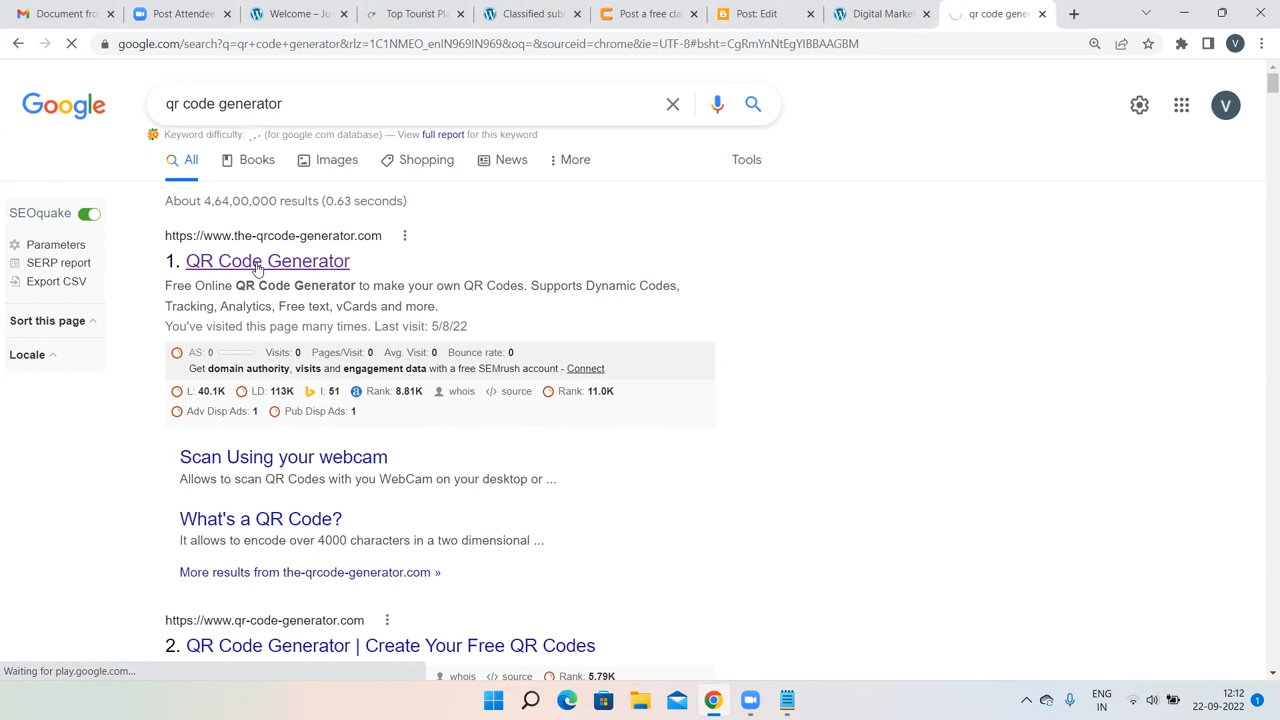 Document fro
Post Attende
Welcome – Ju
Top Tourist Pla
Classified sub
Post a free cla
Post: Edit
Digital Market
qr code gener
google.com/search?q=qr+code+generator&rlz=1C1NMEO_enIN969IN969&oq=&sourceid=chrome&ie=UTF-8#bsht=CgRmYnNtEgYIBBAAGBM
V
Google
qr code generator
V
Keyword difficulty: . . . (for google.com database) — View full report for this keyword
All
Books
Images
Shopping
News
More
Tools
About 4,64,00,000 results (0.63 seconds)
SEOquake
Parameters
SERP report
Export CSV
Sort this page
Locale
https://www.the-qrcode-generator.com
1. QR Code Generator
Free Online QR Code Generator to make your own QR Codes. Supports Dynamic Codes,
Tracking, Analytics, Free text, vCards and more.
You've visited this page many times. Last visit: 5/8/22
AS: 0 Visits: 0 Pages/Visit: 0 Avg. Visit: 0 Bounce rate: 0
Get domain authority, visits and engagement data with a free SEMrush account - Connect
L: 40.1K LD: 113K I: 51 Rank: 8.81K whois source Rank: 11.0K
Adv Disp Ads: 1 Pub Disp Ads: 1
Scan Using your webcam
Allows to scan QR Codes with you WebCam on your desktop or ...
What's a QR Code?
It allows to encode over 4000 characters in a two dimensional ...
More results from the-qrcode-generator.com »
https://www.qr-code-generator.com
2. QR Code Generator | Create Your Free QR Codes
whois source Rank: 5.79K
Waiting for play.google.com...
ENG
IN
12:12
22-09-2022
1